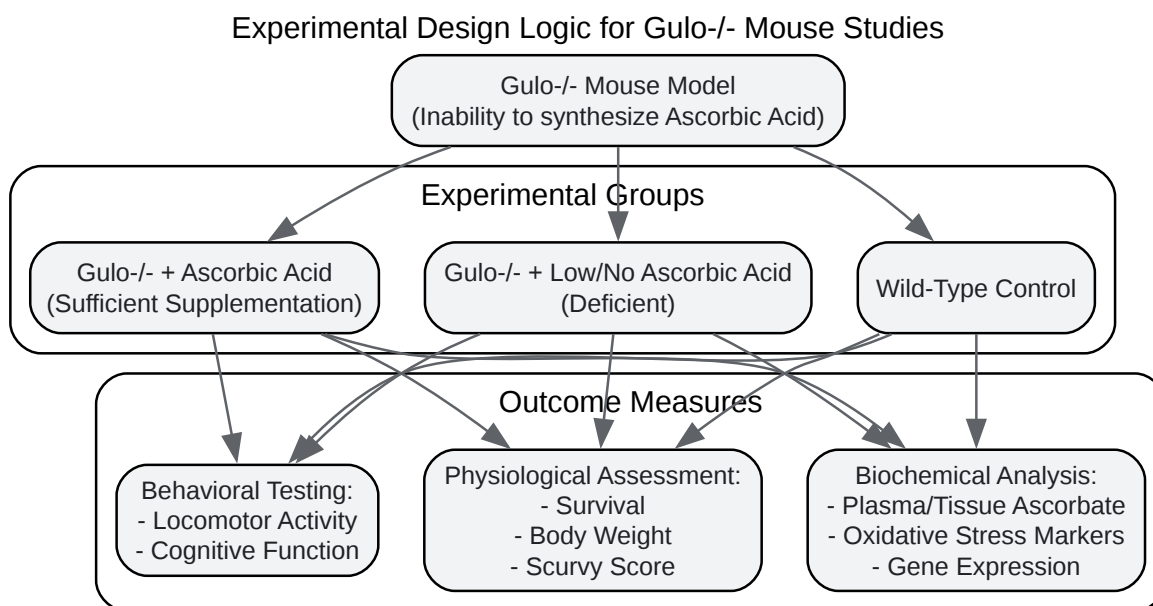 Experimental Design Logic for Gulo-/- Mouse Studies
Gulo-/- Mouse Model
(Inability to synthesize Ascorbic Acid)
Experimental Groups
Gulo-/- + Ascorbic Acid
(Sufficient Supplementation)
Gulo-/- + Low/No Ascorbic Acid
(Deficient)
Wild-Type Control
Outcome Measures
Behavioral Testing:
- Locomotor Activity
- Cognitive Function
Physiological Assessment:
- Survival
- Body Weight
- Scurvy Score
Biochemical Analysis:
- Plasma/Tissue Ascorbate
- Oxidative Stress Markers
- Gene Expression